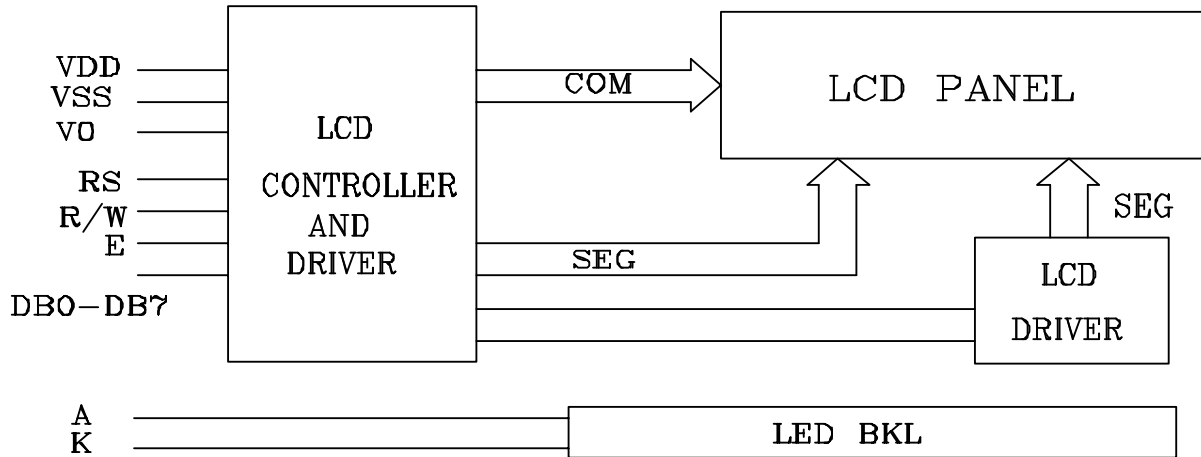 VDD
VSS
V0
RS
R/W
E
DB0-DB7
LCD
CONTROLLER
AND
DRIVER
COM
SEG
LCD PANEL
SEG
LCD
DRIVER
A
K
LED BKL